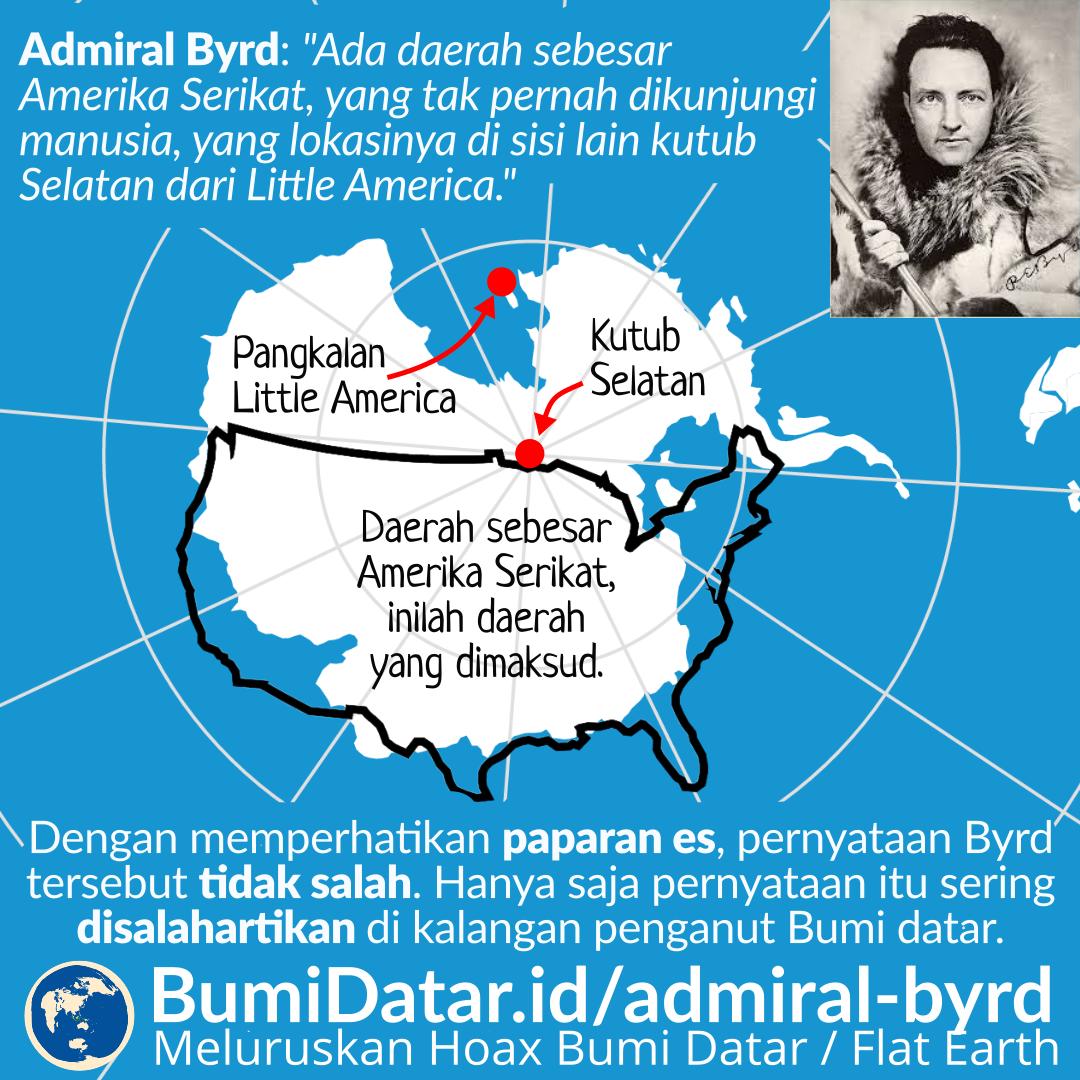 Admiral Byrd: "Ada daerah sebesar
Amerika Serikat, yang tak pernah dikunjungi
manusia, yang lokasinya di sisi lain kutub
Selatan dari Little America."
R E Byrd
Pangkalan
Little America
Kutub
Selatan
Daerah sebesar
Amerika Serikat,
inilah daerah
yang dimaksud.
Dengan memperhatikan paparan es, pernyataan Byrd
tersebut tidak salah. Hanya saja pernyataan itu sering
disalahartikan di kalangan penganut Bumi datar.
BumiDatar.id/admiral-byrd
Meluruskan Hoax Bumi Datar / Flat Earth